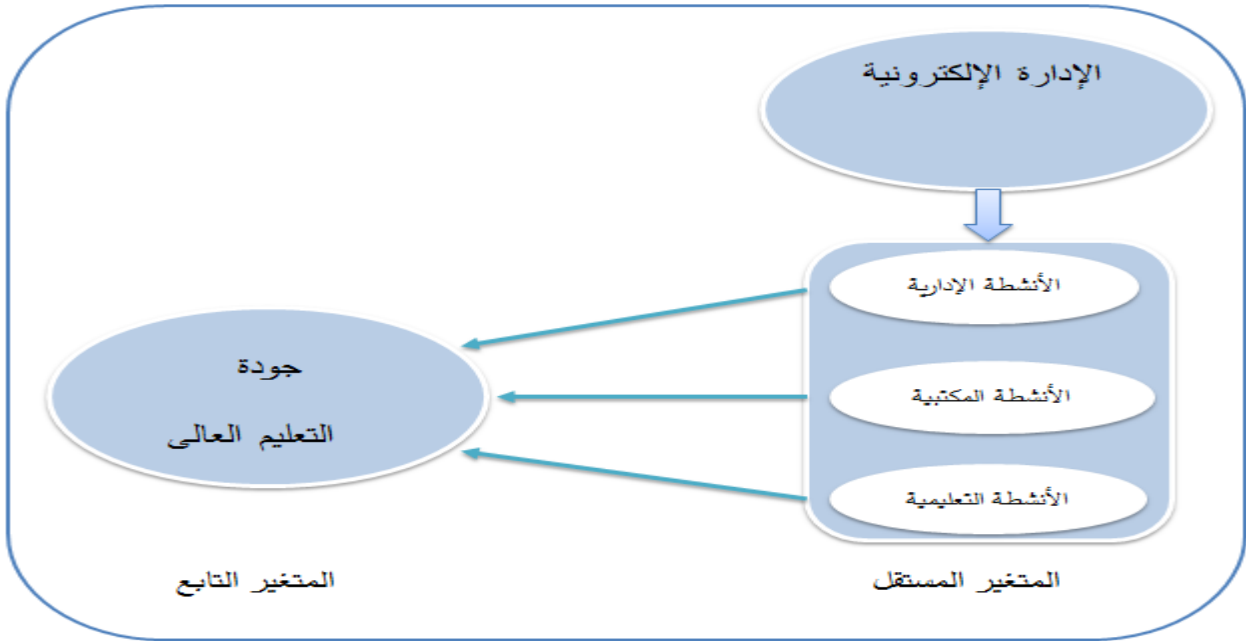 الإدارة الإلكترونية
الأنشطة الإدارية
الأنشطة المكتبية
الأنشطة التعليمية
المتغير المستقل
جودة
التعليم العالى
المتغير التابع